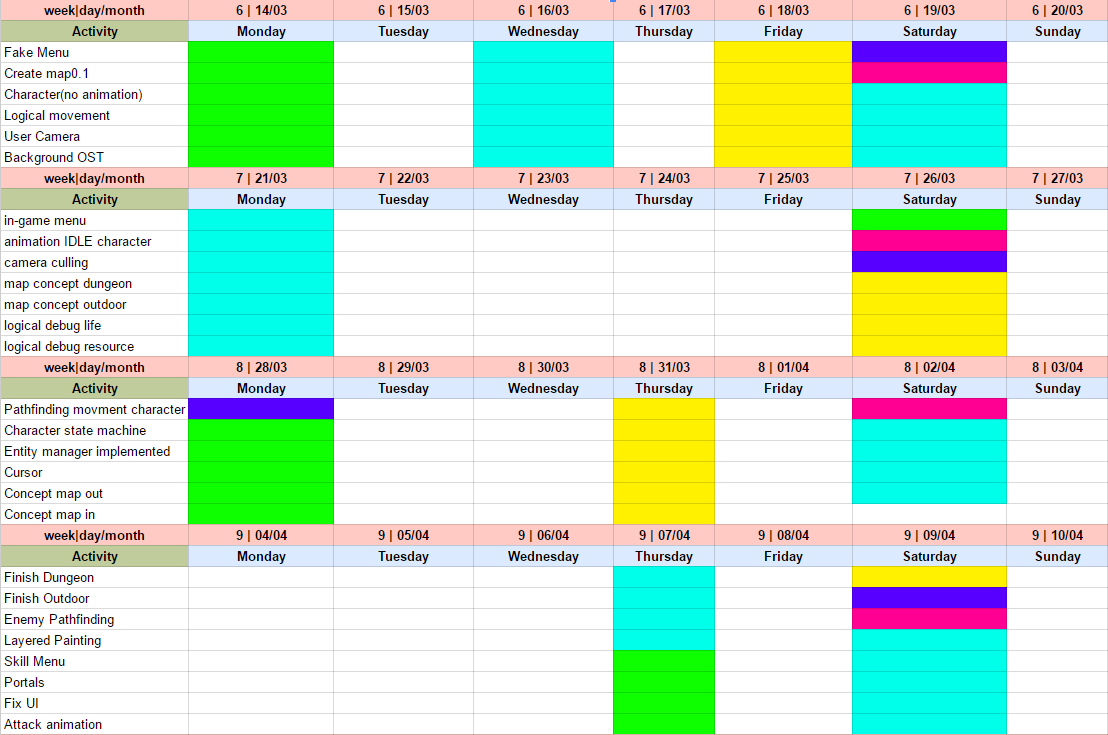 week|day/month 6 | 14/03 6 | 15/03 6 | 16/03 6 | 17/03 6 | 18/03 6 | 19/03 6 | 20/03
Activity Monday Tuesday Wednesday Thursday Friday Saturday Sunday
Fake Menu
Create map0.1
Character(no animation)
Logical movement
User Camera
Background OST
week|day/month 7 | 21/03 7 | 22/03 7 | 23/03 7 | 24/03 7 | 25/03 7 | 26/03 7 | 27/03
Activity Monday Tuesday Wednesday Thursday Friday Saturday Sunday
in-game menu
animation IDLE character
camera culling
map concept dungeon
map concept outdoor
logical debug life
logical debug resource
week|day/month 8 | 28/03 8 | 29/03 8 | 30/03 8 | 31/03 8 | 01/04 8 | 02/04 8 | 03/04
Activity Monday Tuesday Wednesday Thursday Friday Saturday Sunday
Pathfinding movment character
Character state machine
Entity manager implemented
Cursor
Concept map out
Concept map in
week|day/month 9 | 04/04 9 | 05/04 9 | 06/04 9 | 07/04 9 | 08/04 9 | 09/04 9 | 10/04
Activity Monday Tuesday Wednesday Thursday Friday Saturday Sunday
Finish Dungeon
Finish Outdoor
Enemy Pathfinding
Layered Painting
Skill Menu
Portals
Fix UI
Attack animation